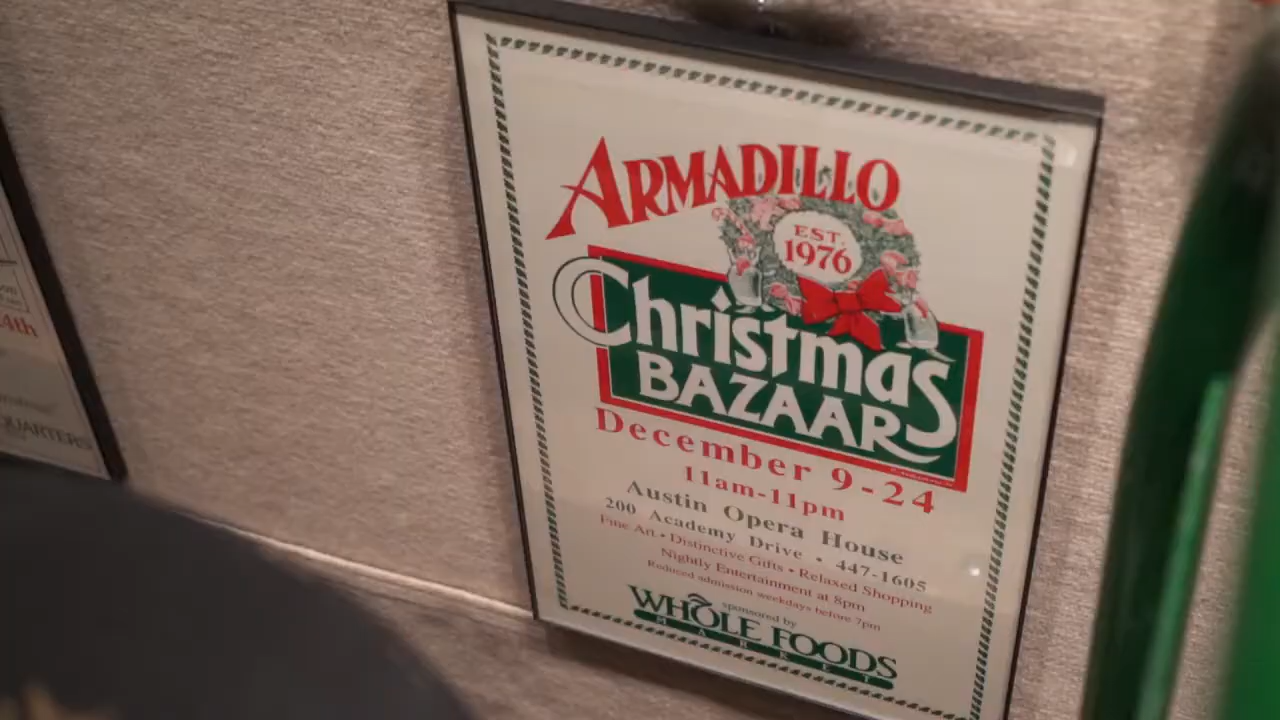 ARMADILLO
EST.
1976
Christmas
BAZAAR
December 9-24
11am-11pm
Austin Opera House
200 Academy Drive • 447-1605
Fine Art • Distinctive Gifts • Relaxed Shopping
Nightly Entertainment at 8pm
Reduced admission weekdays before 7pm
sponsored by
WHOLE FOODS
MARKET
4th
QUARTERS